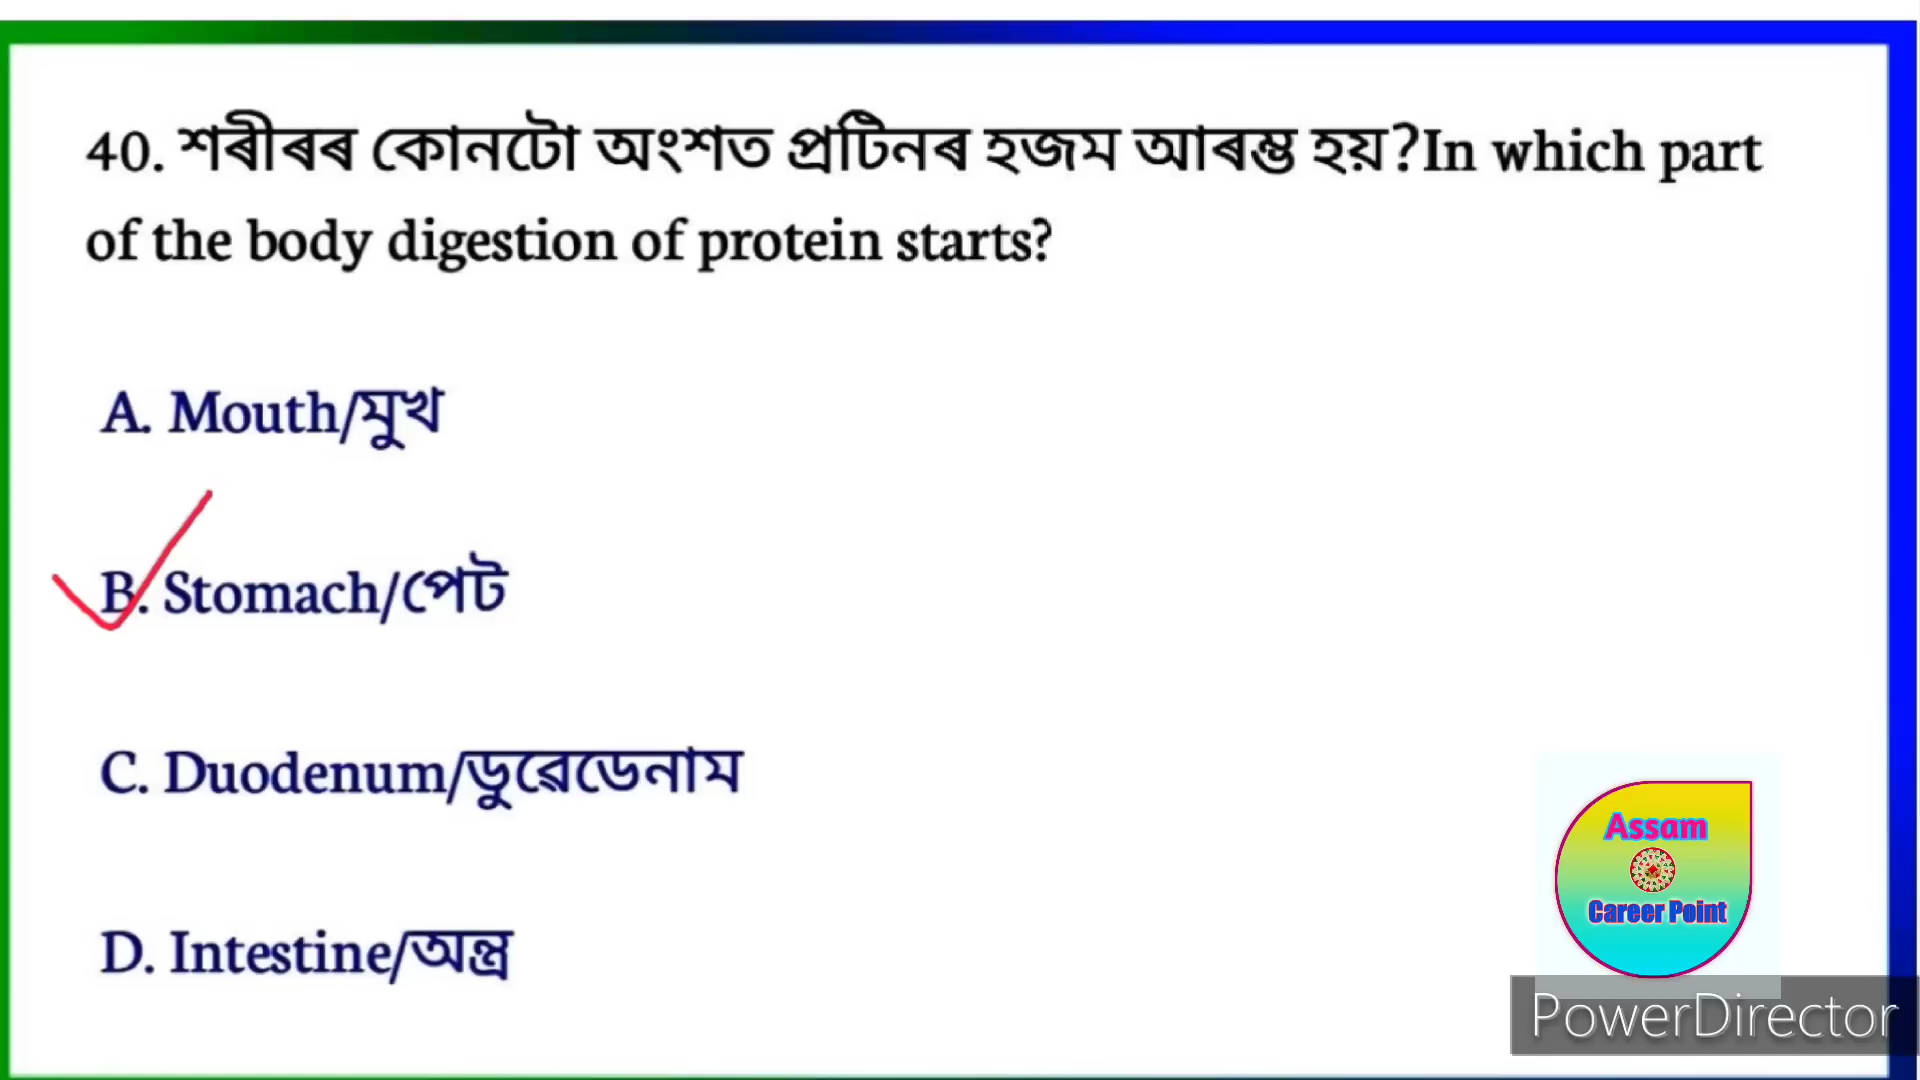 40. শৰীৰৰ কোনটো অংশত প্ৰটিনৰ হজম আৰম্ভ হয়?In which part
of the body digestion of protein starts?
A. Mouth/মুখ
B. Stomach/পেট
C. Duodenum/ডুৱেডেনাম
D. Intestine/অন্ত্ৰ
Assam
Career Point
PowerDirector